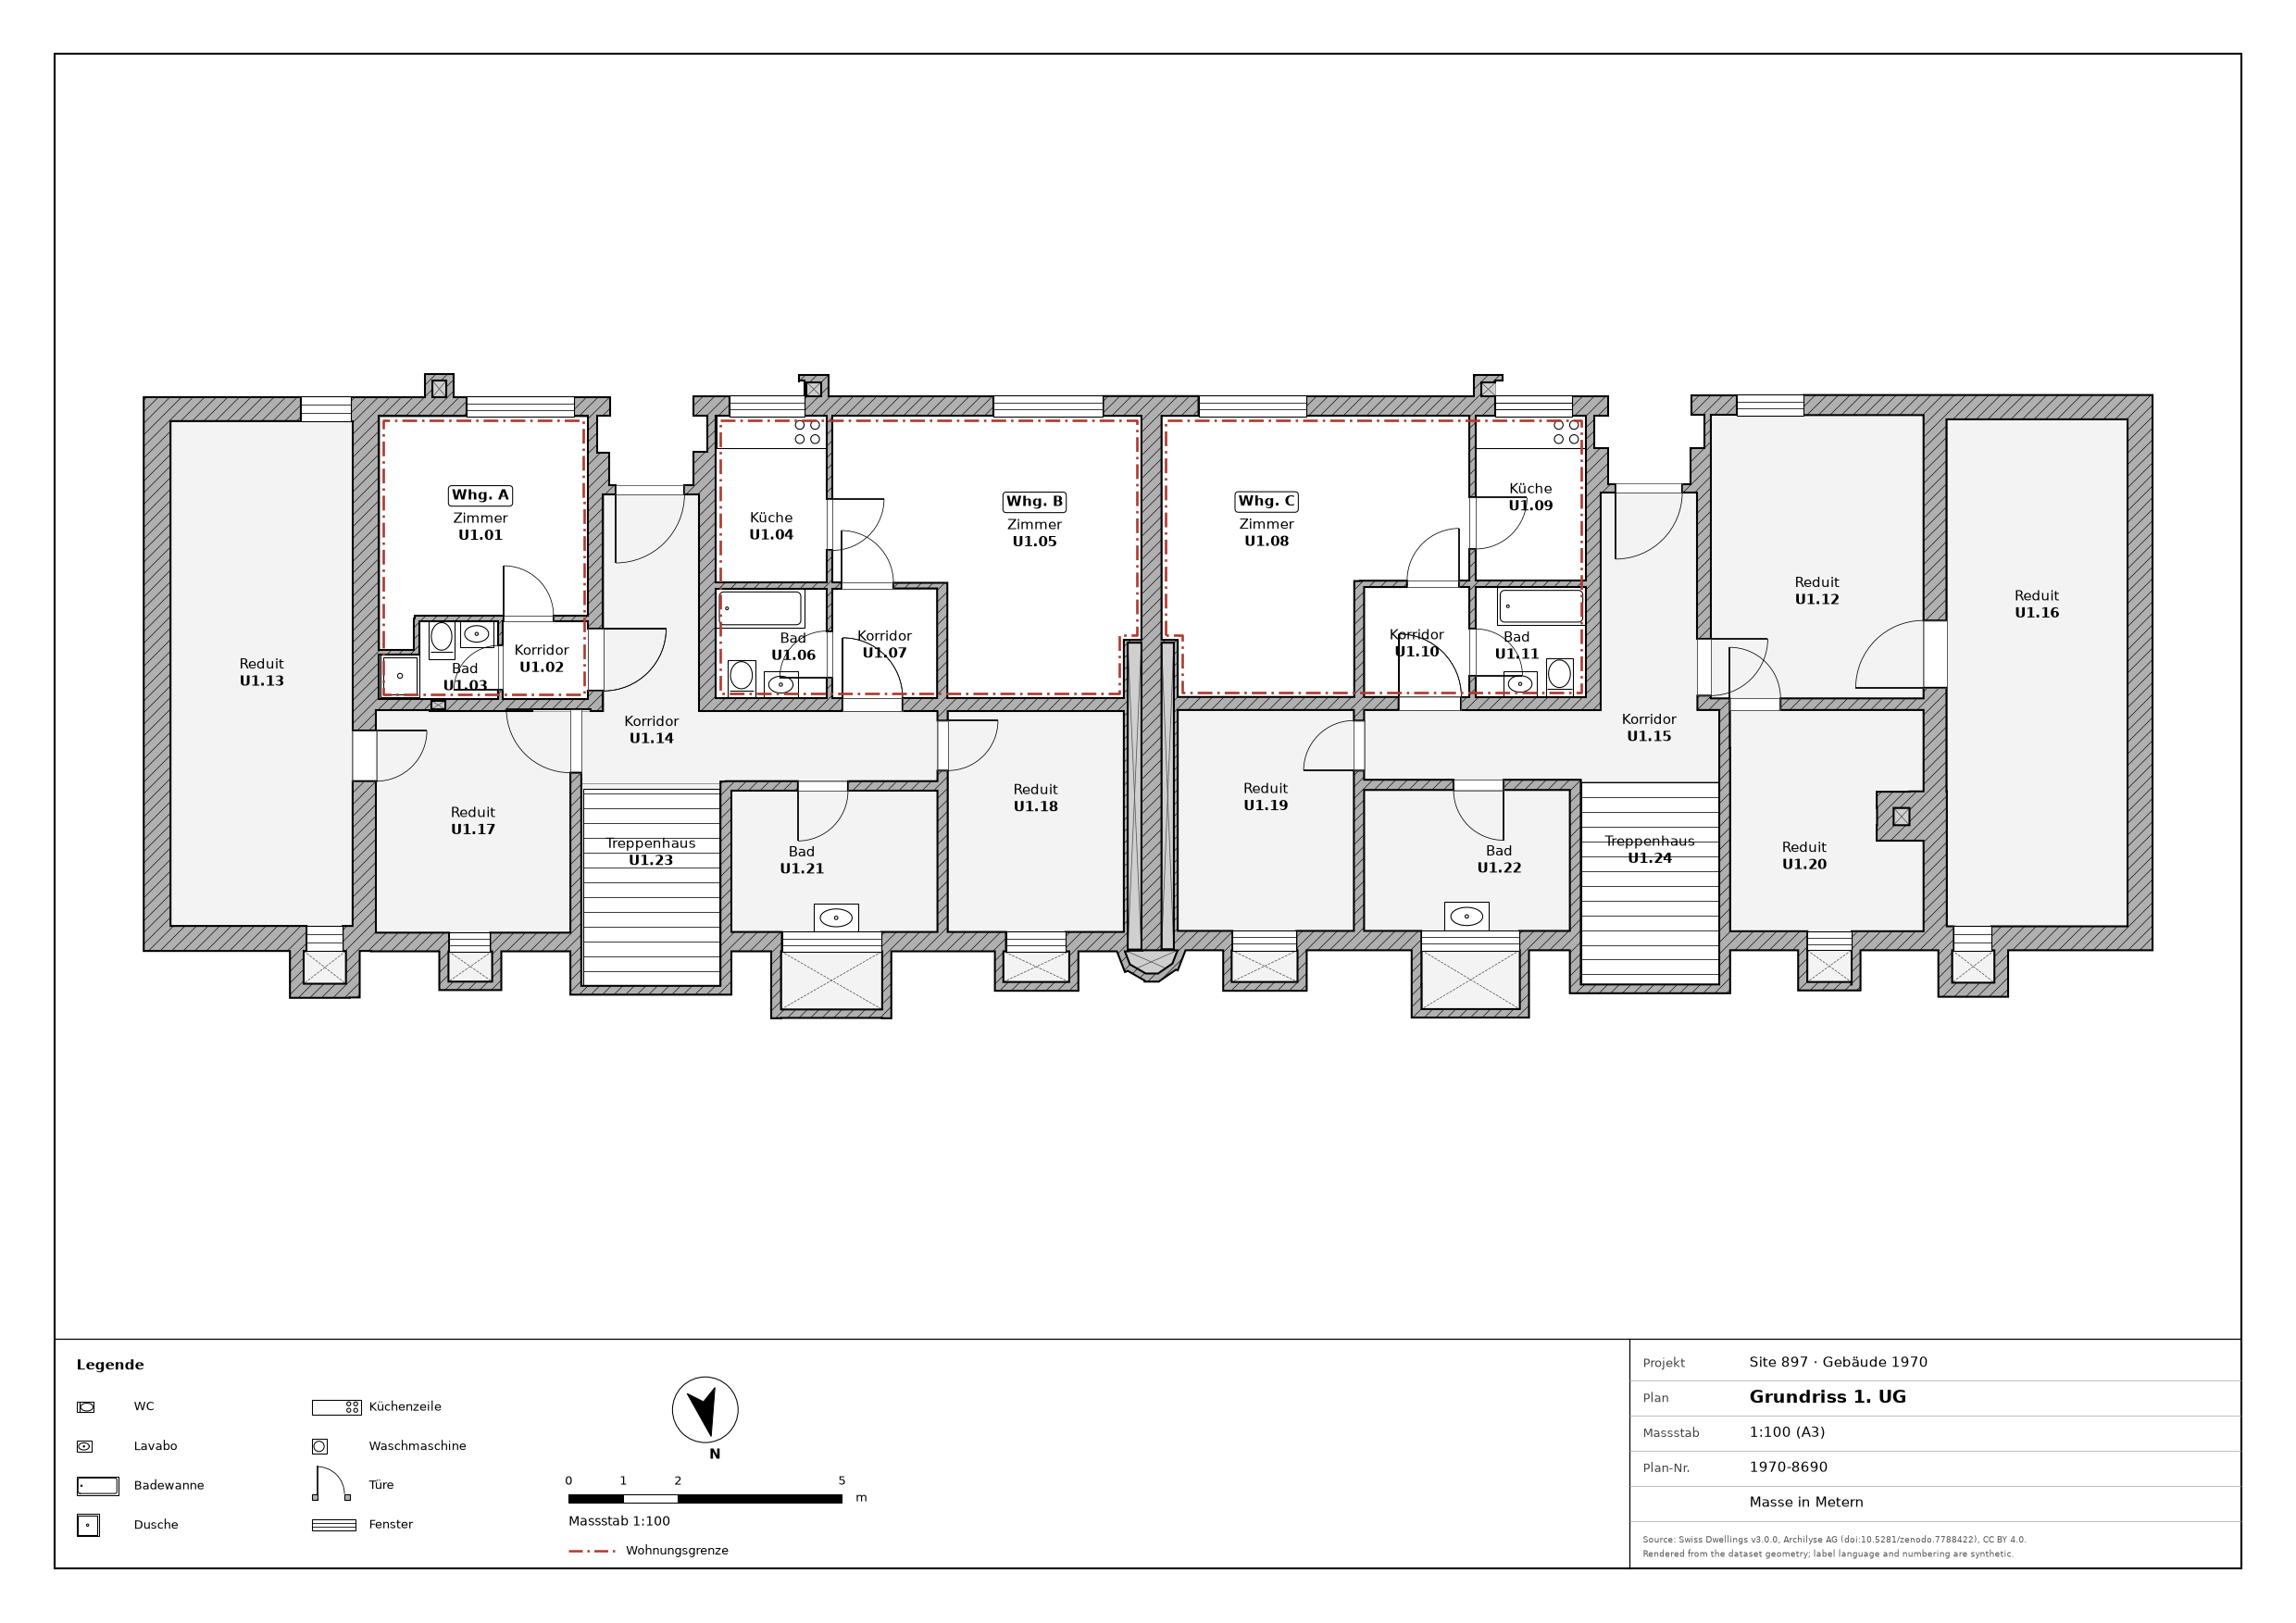 Whg. A
Zimmer
U1.01
Korridor
U1.02
Bad
U1.03
Küche
U1.04
Whg. B
Zimmer
U1.05
Bad
U1.06
Korridor
U1.07
Whg. C
Zimmer
U1.08
Küche
U1.09
Korridor
U1.10
Bad
U1.11
Reduit
U1.12
Reduit
U1.13
Korridor
U1.14
Korridor
U1.15
Reduit
U1.16
Reduit
U1.17
Reduit
U1.18
Reduit
U1.19
Reduit
U1.20
Bad
U1.21
Bad
U1.22
Treppenhaus
U1.23
Treppenhaus
U1.24
Legende
WC
Lavabo
Badewanne
Dusche
Küchenzeile
Waschmaschine
Türe
Fenster
N
0 1 2 5
m
Massstab 1:100
Wohnungsgrenze
Projekt Site 897 · Gebäude 1970
Plan Grundriss 1. UG
Massstab 1:100 (A3)
Plan-Nr. 1970-8690
Masse in Metern
Source: Swiss Dwellings v3.0.0, Archilyse AG (doi:10.5281/zenodo.7788422), CC BY 4.0.
Rendered from the dataset geometry; label language and numbering are synthetic.